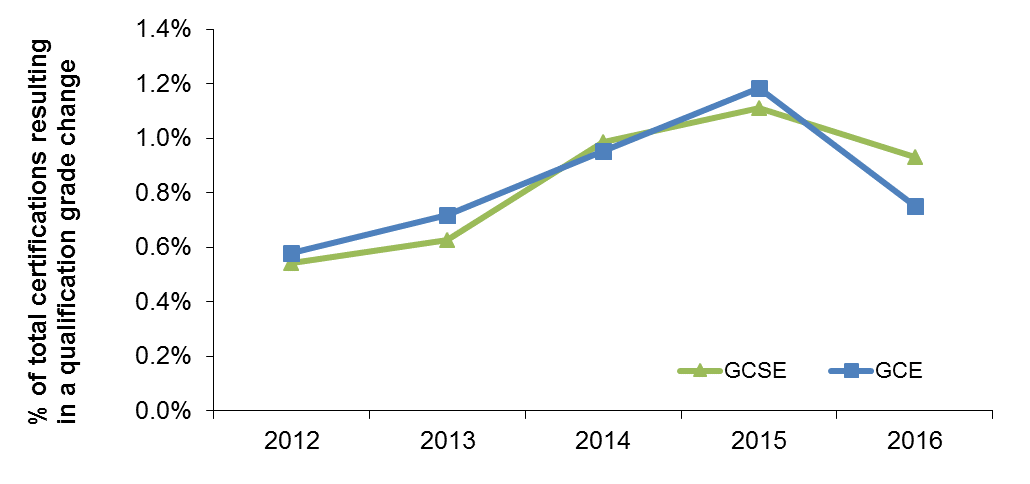 % of total certifications resulting
in a qualification grade change
1.4%
1.2%
1.0%
0.8%
0.6%
0.4%
0.2%
0.0%
GCSE GCE
2012 2013 2014 2015 2016